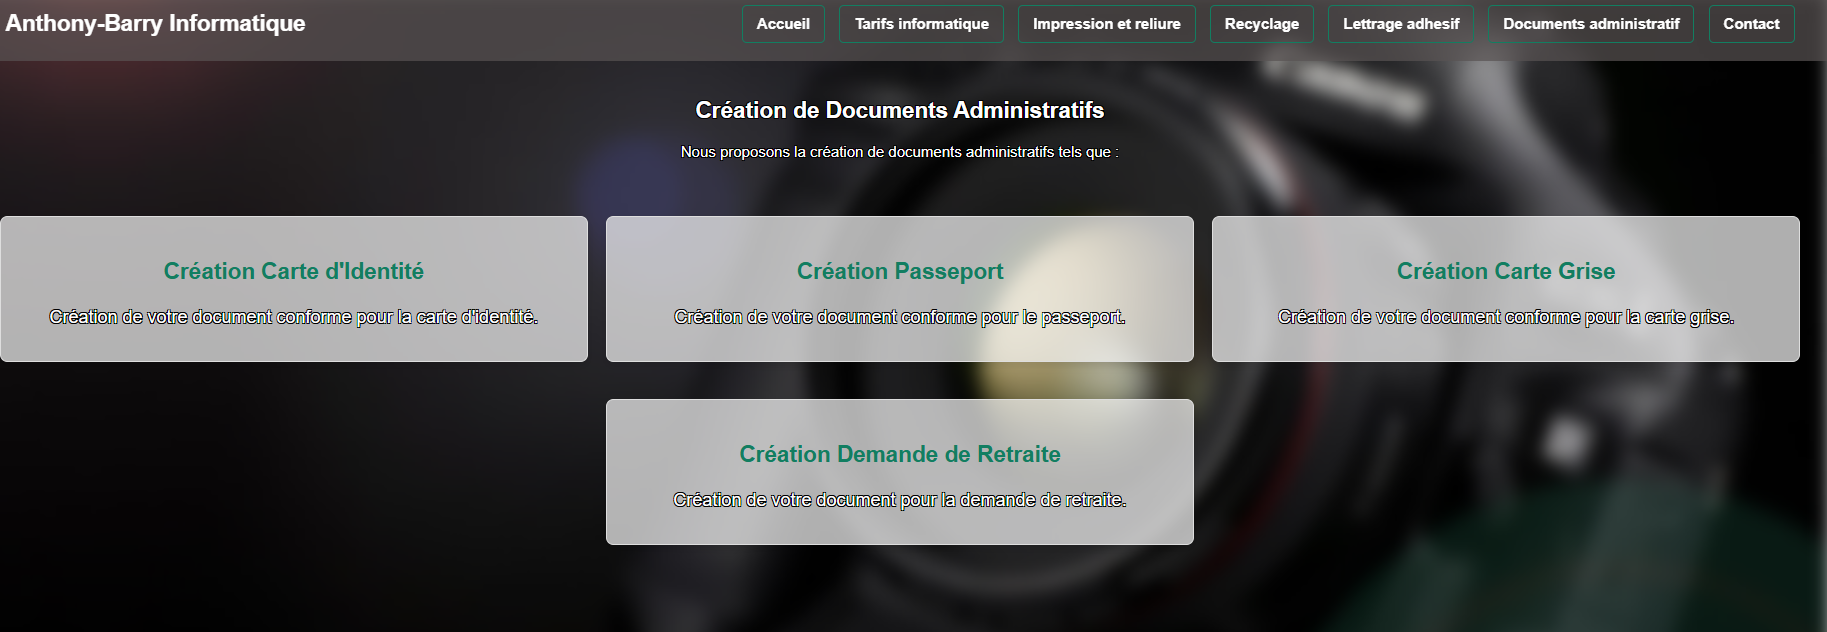 Anthony-Barry Informatique
Accueil
Tarifs informatique
Impression et reliure
Recyclage
Lettrage adhesif
Documents administratif
Contact
Création de Documents Administratifs
Nous proposons la création de documents administratifs tels que :
Création Carte d'Identité
Création de votre document conforme pour la carte d'identité.
Création Passeport
Création de votre document conforme pour le passeport.
Création Carte Grise
Création de votre document conforme pour la carte grise.
Création Demande de Retraite
Création de votre document pour la demande de retraite.